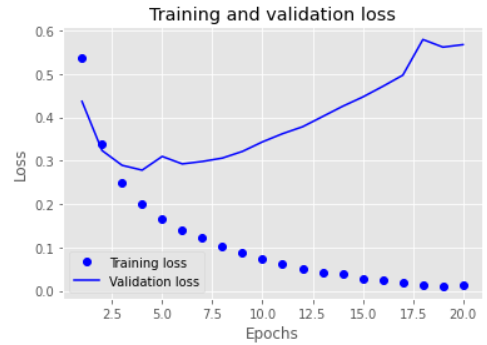 Training and validation loss
0.6
0.5
0.4
0.3
0.2
0.1
0.0
Loss
Training loss
Validation loss
2.5 5.0 7.5 10.0 12.5 15.0 17.5 20.0
Epochs